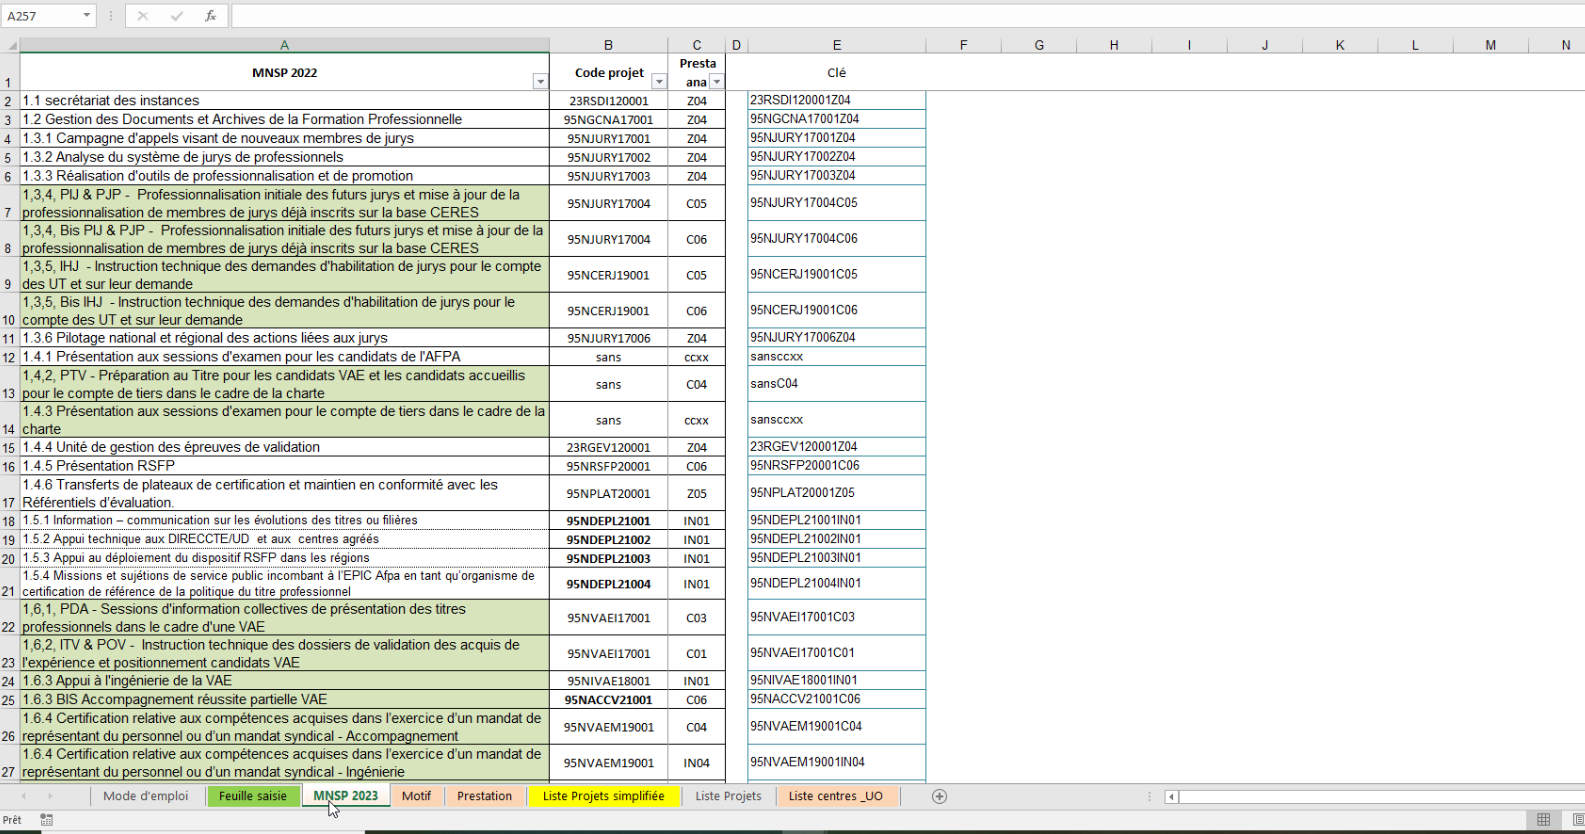 A257
fx
A B C D E F G H I J K L M N
1 MNSP 2022 Code projet Presta ana Clé
2 1.1 secrétariat des instances 23RSDI120001 Z04 23RSDI120001Z04
3 1.2 Gestion des Documents et Archives de la Formation Professionnelle 95NGCNA17001 Z04 95NGCNA17001Z04
4 1.3.1 Campagne d'appels visant de nouveaux membres de jurys 95NJURY17001 Z04 95NJURY17001Z04
5 1.3.2 Analyse du système de jurys de professionnels 95NJURY17002 Z04 95NJURY17002Z04
6 1.3.3 Réalisation d'outils de professionnalisation et de promotion 95NJURY17003 Z04 95NJURY17003Z04
1,3,4, PIJ & PJP - Professionnalisation initiale des futurs jurys et mise à jour de la
7 professionnalisation de membres de jurys déjà inscrits sur la base CERES 95NJURY17004 C05 95NJURY17004C05
1,3,4, Bis PIJ & PJP - Professionnalisation initiale des futurs jurys et mise à jour de la
8 professionnalisation de membres de jurys déjà inscrits sur la base CERES 95NJURY17004 C06 95NJURY17004C06
1,3,5, IHJ - Instruction technique des demandes d'habilitation de jurys pour le compte
9 des UT et sur leur demande 95NCERJ19001 C05 95NCERJ19001C05
1,3,5, Bis IHJ - Instruction technique des demandes d'habilitation de jurys pour le
10 compte des UT et sur leur demande 95NCERJ19001 C06 95NCERJ19001C06
11 1.3.6 Pilotage national et régional des actions liées aux jurys 95NJURY17006 Z04 95NJURY17006Z04
12 1.4.1 Présentation aux sessions d'examen pour les candidats de l'AFPA sans ccxx sansccxx
1,4,2, PTV - Préparation au Titre pour les candidats VAE et les candidats accueillis
13 pour le compte de tiers dans le cadre de la charte sans C04 sansC04
1.4.3 Présentation aux sessions d'examen pour le compte de tiers dans le cadre de la
14 charte sans ccxx sansccxx
15 1.4.4 Unité de gestion des épreuves de validation 23RGEV120001 Z04 23RGEV120001Z04
16 1.4.5 Présentation RSFP 95NRSFP20001 C06 95NRSFP20001C06
1.4.6 Transferts de plateaux de certification et maintien en conformité avec les
17 Référentiels d'évaluation. 95NPLAT20001 Z05 95NPLAT20001Z05
18 1.5.1 Information – communication sur les évolutions des titres ou filières 95NDEPL21001 IN01 95NDEPL21001IN01
19 1.5.2 Appui technique aux DIRECCTE/UD et aux centres agréés 95NDEPL21002 IN01 95NDEPL21002IN01
20 1.5.3 Appui au déploiement du dispositif RSFP dans les régions 95NDEPL21003 IN01 95NDEPL21003IN01
1.5.4 Missions et sujétions de service public incombant à l'EPIC Afpa en tant qu'organisme de
21 certification de référence de la politique du titre professionnel 95NDEPL21004 IN01 95NDEPL21004IN01
1,6,1, PDA - Sessions d'information collectives de présentation des titres
22 professionnels dans le cadre d'une VAE 95NVAEI17001 C03 95NVAEI17001C03
1,6,2, ITV & POV - Instruction technique des dossiers de validation des acquis de
23 l'expérience et positionnement candidats VAE 95NVAEI17001 C01 95NVAEI17001C01
24 1.6.3 Appui à l'ingénierie de la VAE 95NIVAE18001 IN01 95NIVAE18001IN01
25 1.6.3 BIS Accompagnement réussite partielle VAE 95NACCV21001 C06 95NACCV21001C06
1.6.4 Certification relative aux compétences acquises dans l'exercice d'un mandat de
26 représentant du personnel ou d'un mandat syndical - Accompagnement 95NVAEM19001 C04 95NVAEM19001C04
1.6.4 Certification relative aux compétences acquises dans l'exercice d'un mandat de
27 représentant du personnel ou d'un mandat syndical - Ingénierie 95NVAEM19001 IN04 95NVAEM19001IN04
Mode d'emploi Feuille saisie MNSP 2023 Motif Prestation Liste Projets simplifiée Liste Projets Liste centres _UO
Prêt